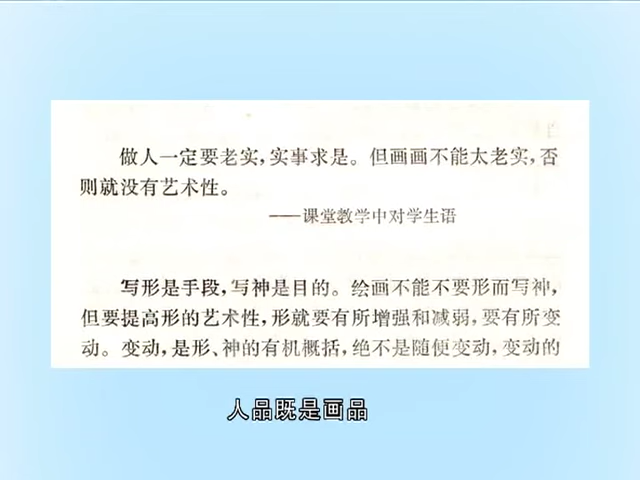 做人一定要老实，实事求是。但画画不能太老实，否
则就没有艺术性。
——课堂教学中对学生语
写形是手段，写神是目的。绘画不能不要形而写神，
但要提高形的艺术性，形就要有所增强和减弱，要有所变
动。变动，是形、神的有机概括，绝不是随便变动，变动的
人品既是画品